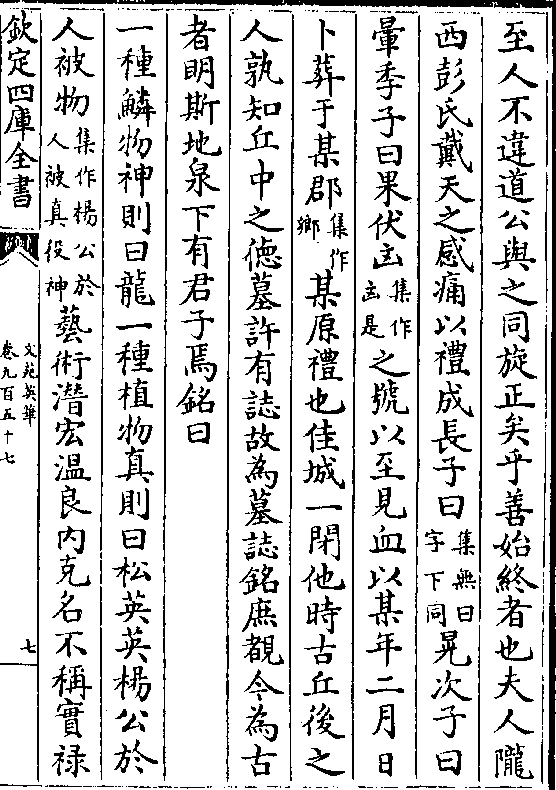 至人不違道公與之同旋正矣乎善始終者也夫人隴
西彭氏戴天之感痛以禮成長子曰集無曰字下同晃次子曰
暈季子曰果伏𠙽集作𠙽是之號以至見血以某年二月日
卜葬于某郡集作鄉某原禮也佳城一閉他時古丘後之
人孰知丘中之徳墓許有誌故為墓誌銘庶覩今為古
者眀斯地泉下有君子焉銘曰
一種鱗物神則曰龍一種植物真則曰松英英楊公於
人被物集作楊公於人被真役神藝術潛宏溫良内克名不稱實禄
欽定四庫全書
文苑英華
卷九百五十七
七